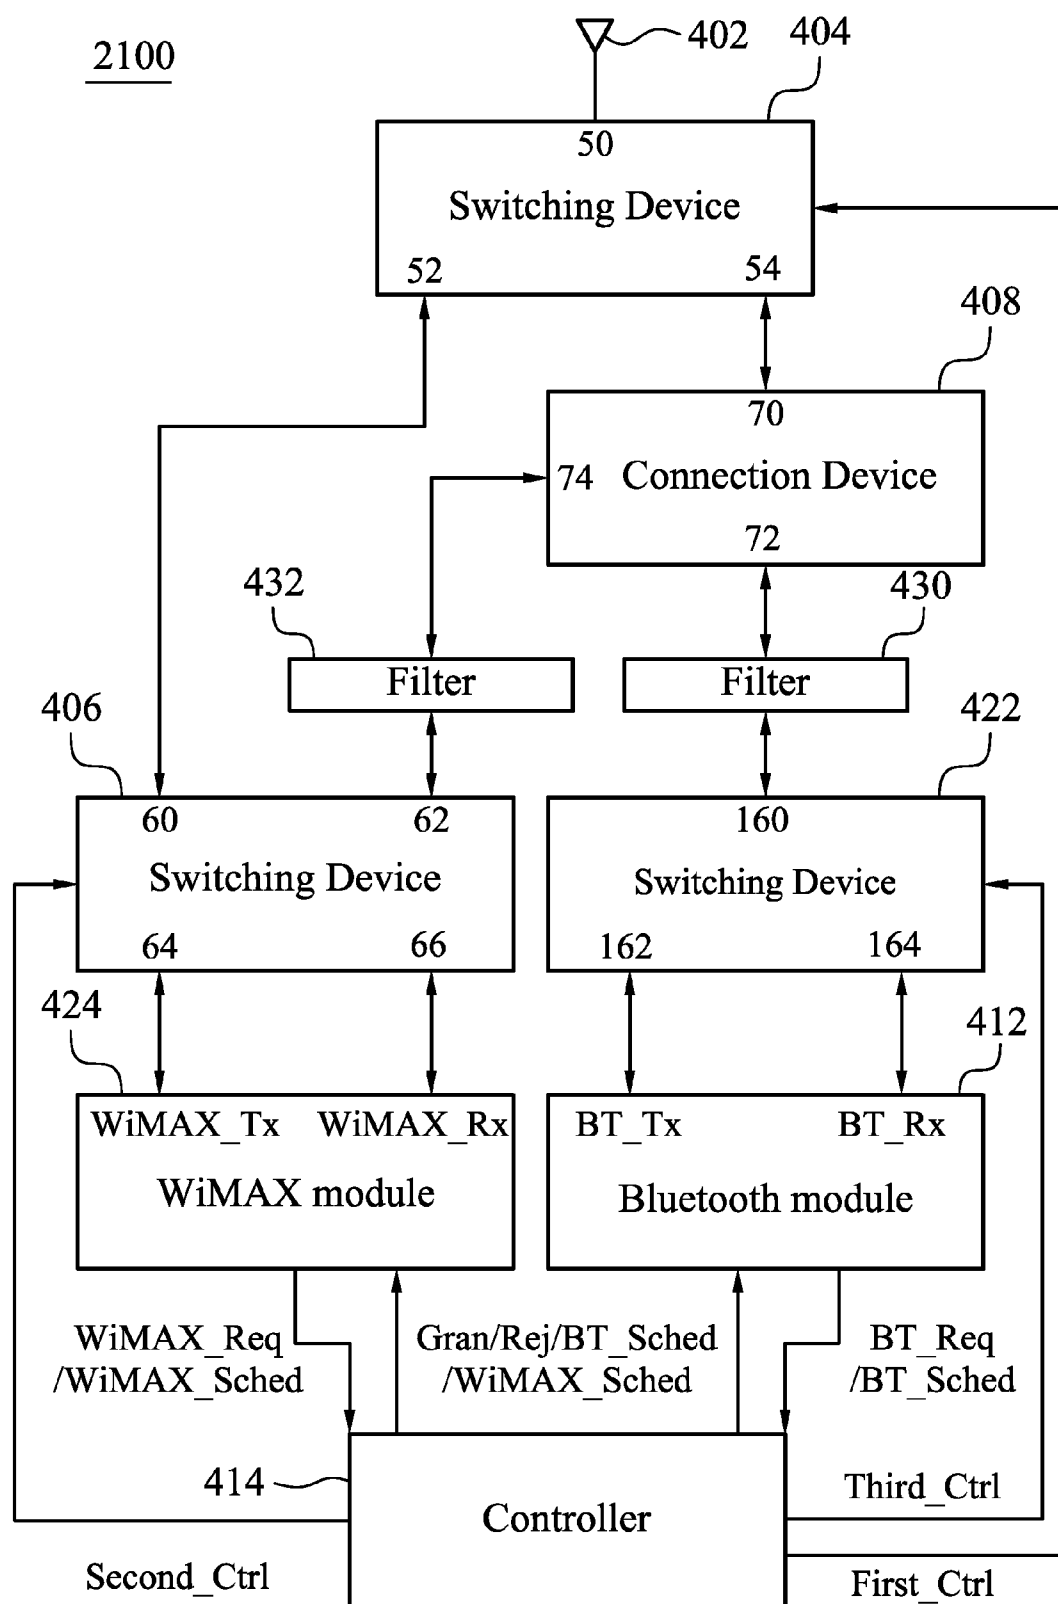 2100
402
404
50
Switching Device
52
54
408
70
74
Connection Device
72
432
430
Filter
Filter
406
422
60
62
160
Switching Device
Switching Device
64
66
162
164
424
412
WiMAX_Tx
WiMAX_Rx
BT_Tx
BT_Rx
WiMAX module
Bluetooth module
WiMAX_Req
/WiMAX_Sched
Gran/Rej/BT_Sched
/WiMAX_Sched
BT_Req
/BT_Sched
414
Controller
Third_Ctrl
Second_Ctrl
First_Ctrl